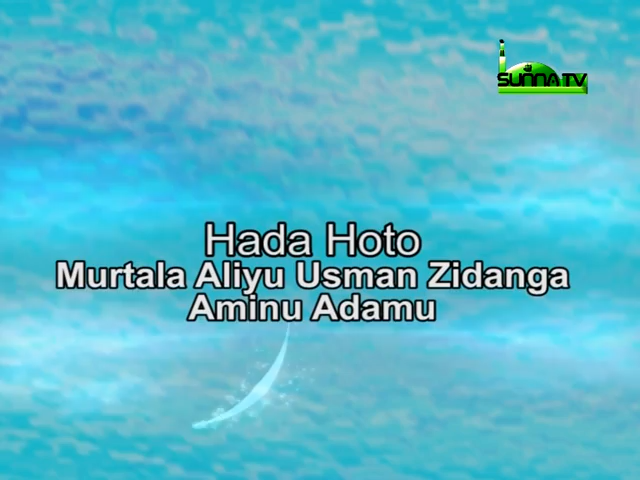 SUNNA TV
Hada Hoto
Murtala Aliyu Usman Zidanga
Aminu Adamu